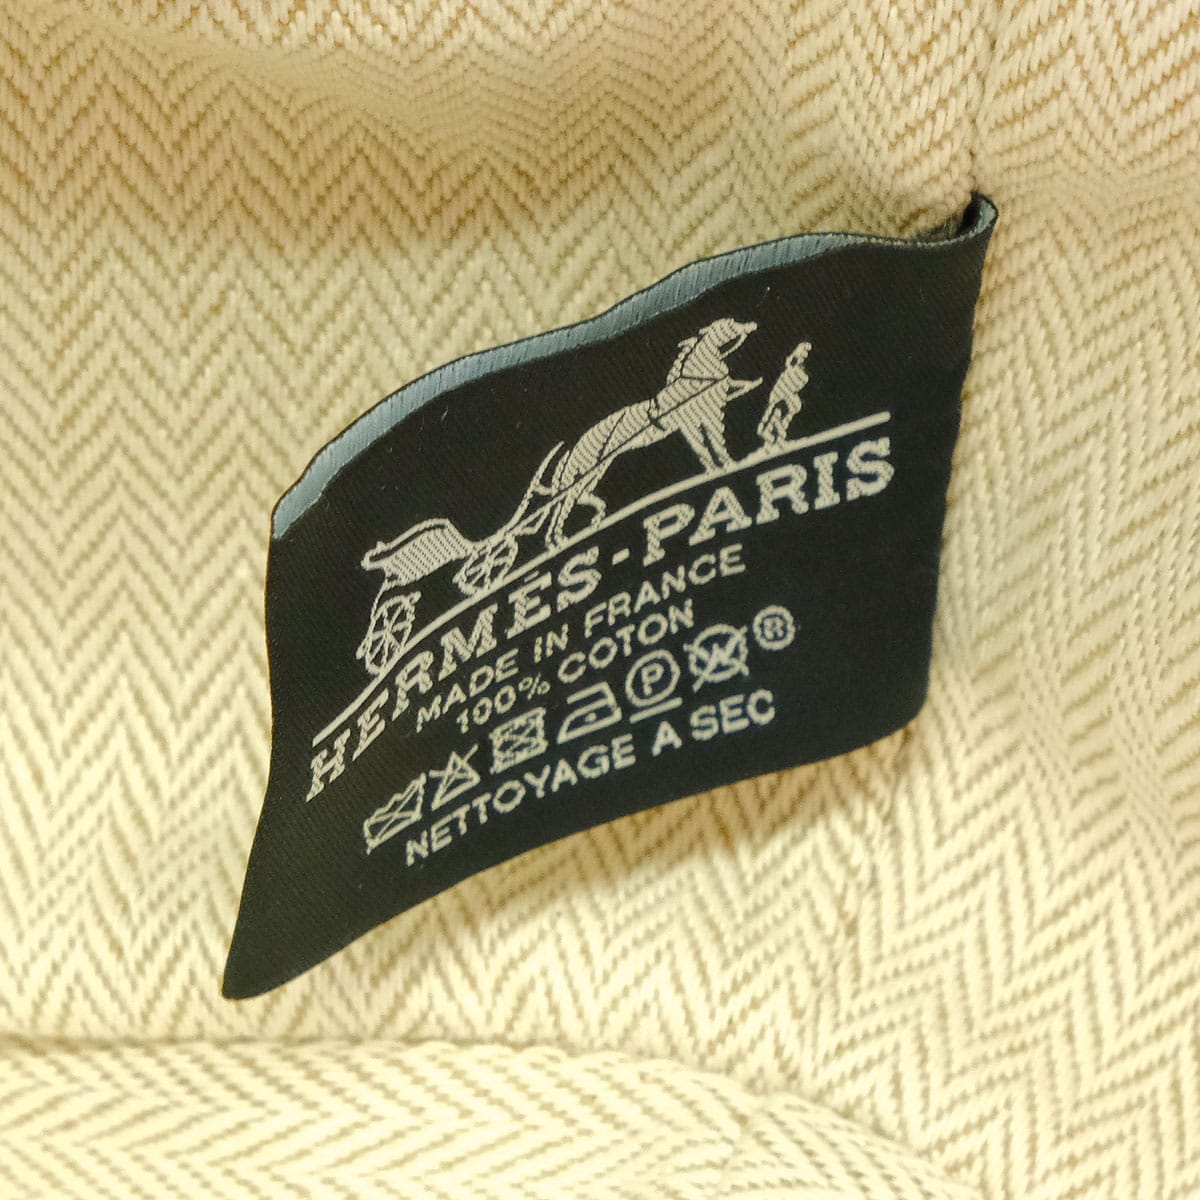 HERMÈS-PARIS
MADE IN FRANCE
100% COTON
P W ®
NETTOYAGE A SEC